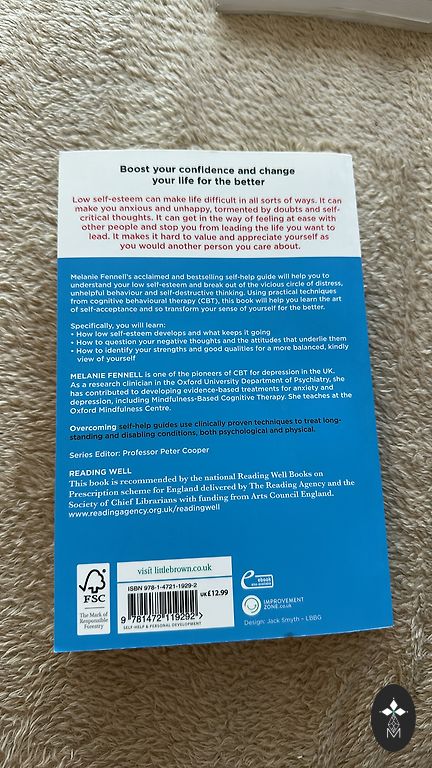 Boost your confidence and change
your life for the better
Low self-esteem can make life difficult in all sorts of ways. It can
make you anxious and unhappy, tormented by doubts and self-
critical thoughts. It can get in the way of feeling at ease with
other people and stop you from leading the life you want to
lead. It makes it hard to value and appreciate yourself as
you would another person you care about.
Melanie Fennell's acclaimed and bestselling self-help guide will help you to
understand your low self-esteem and break out of the vicious circle of distress,
unhelpful behaviour and self-destructive thinking. Using practical techniques
from cognitive behavioural therapy (CBT), this book will help you learn the art
of self-acceptance and so transform your sense of yourself for the better.
Specifically, you will learn:
• How low self-esteem develops and what keeps it going
• How to question your negative thoughts and the attitudes that underlie them
• How to identify your strengths and good qualities for a more balanced, kindly
view of yourself
MELANIE FENNELL is one of the pioneers of CBT for depression in the UK.
As a research clinician in the Oxford University Department of Psychiatry, she
has contributed to developing evidence-based treatments for anxiety and
depression, including Mindfulness-Based Cognitive Therapy. She teaches at the
Oxford Mindfulness Centre.
Overcoming self-help guides use clinically proven techniques to treat long-
standing and disabling conditions, both psychological and physical.
Series Editor: Professor Peter Cooper
READING WELL
This book is recommended by the national Reading Well Books on
Prescription scheme for England delivered by The Reading Agency and the
Society of Chief Librarians with funding from Arts Council England.
www.readingagency.org.uk/readingwell
FSC
The Mark of
Responsible
Forestry
visit littlebrown.co.uk
ISBN 978-1-4721-1929-2
UK £12.99
9 781472 119292 >
SELF-HELP & PERSONAL DEVELOPMENT
ebook
IMPROVEMENT
ZONE.co.uk
Design: Jack Smyth – LBBG
M